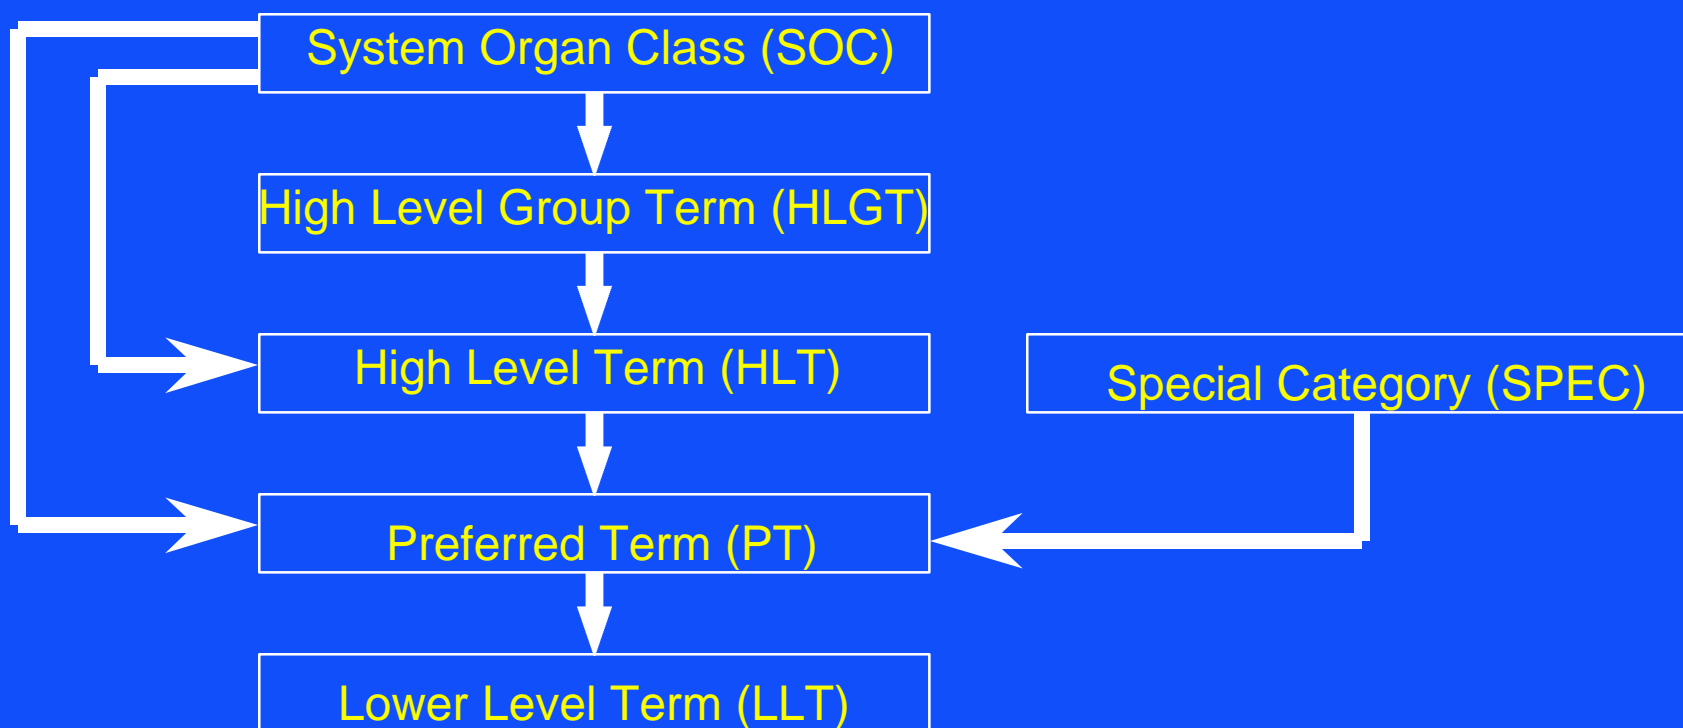 System Organ Class (SOC)
High Level Group Term (HLGT)
High Level Term (HLT)
Special Category (SPEC)
Preferred Term (PT)
Lower Level Term (LLT)